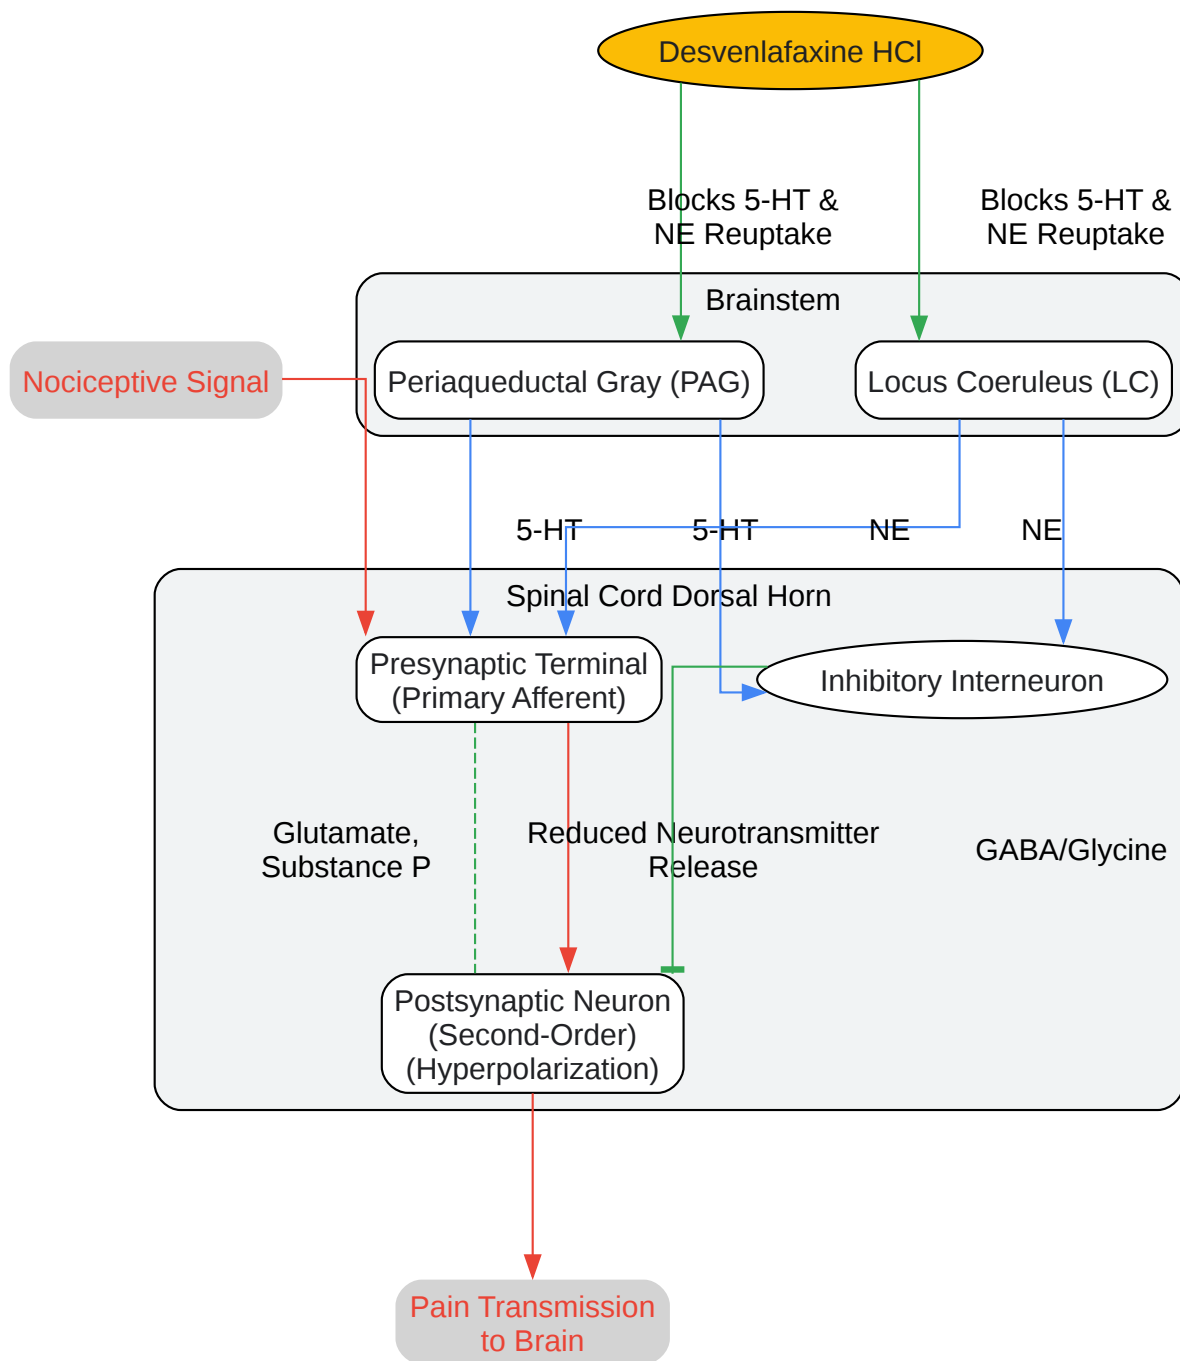 Desvenlafaxine HCl
Blocks 5-HT &
NE Reuptake
Blocks 5-HT &
NE Reuptake
Brainstem
Nociceptive Signal
Periaqueductal Gray (PAG)
Locus Coeruleus (LC)
5-HT
5-HT
NE
NE
Spinal Cord Dorsal Horn
Presynaptic Terminal
(Primary Afferent)
Inhibitory Interneuron
Glutamate,
Substance P
Reduced Neurotransmitter
Release
GABA/Glycine
Postsynaptic Neuron
(Second-Order)
(Hyperpolarization)
Pain Transmission
to Brain